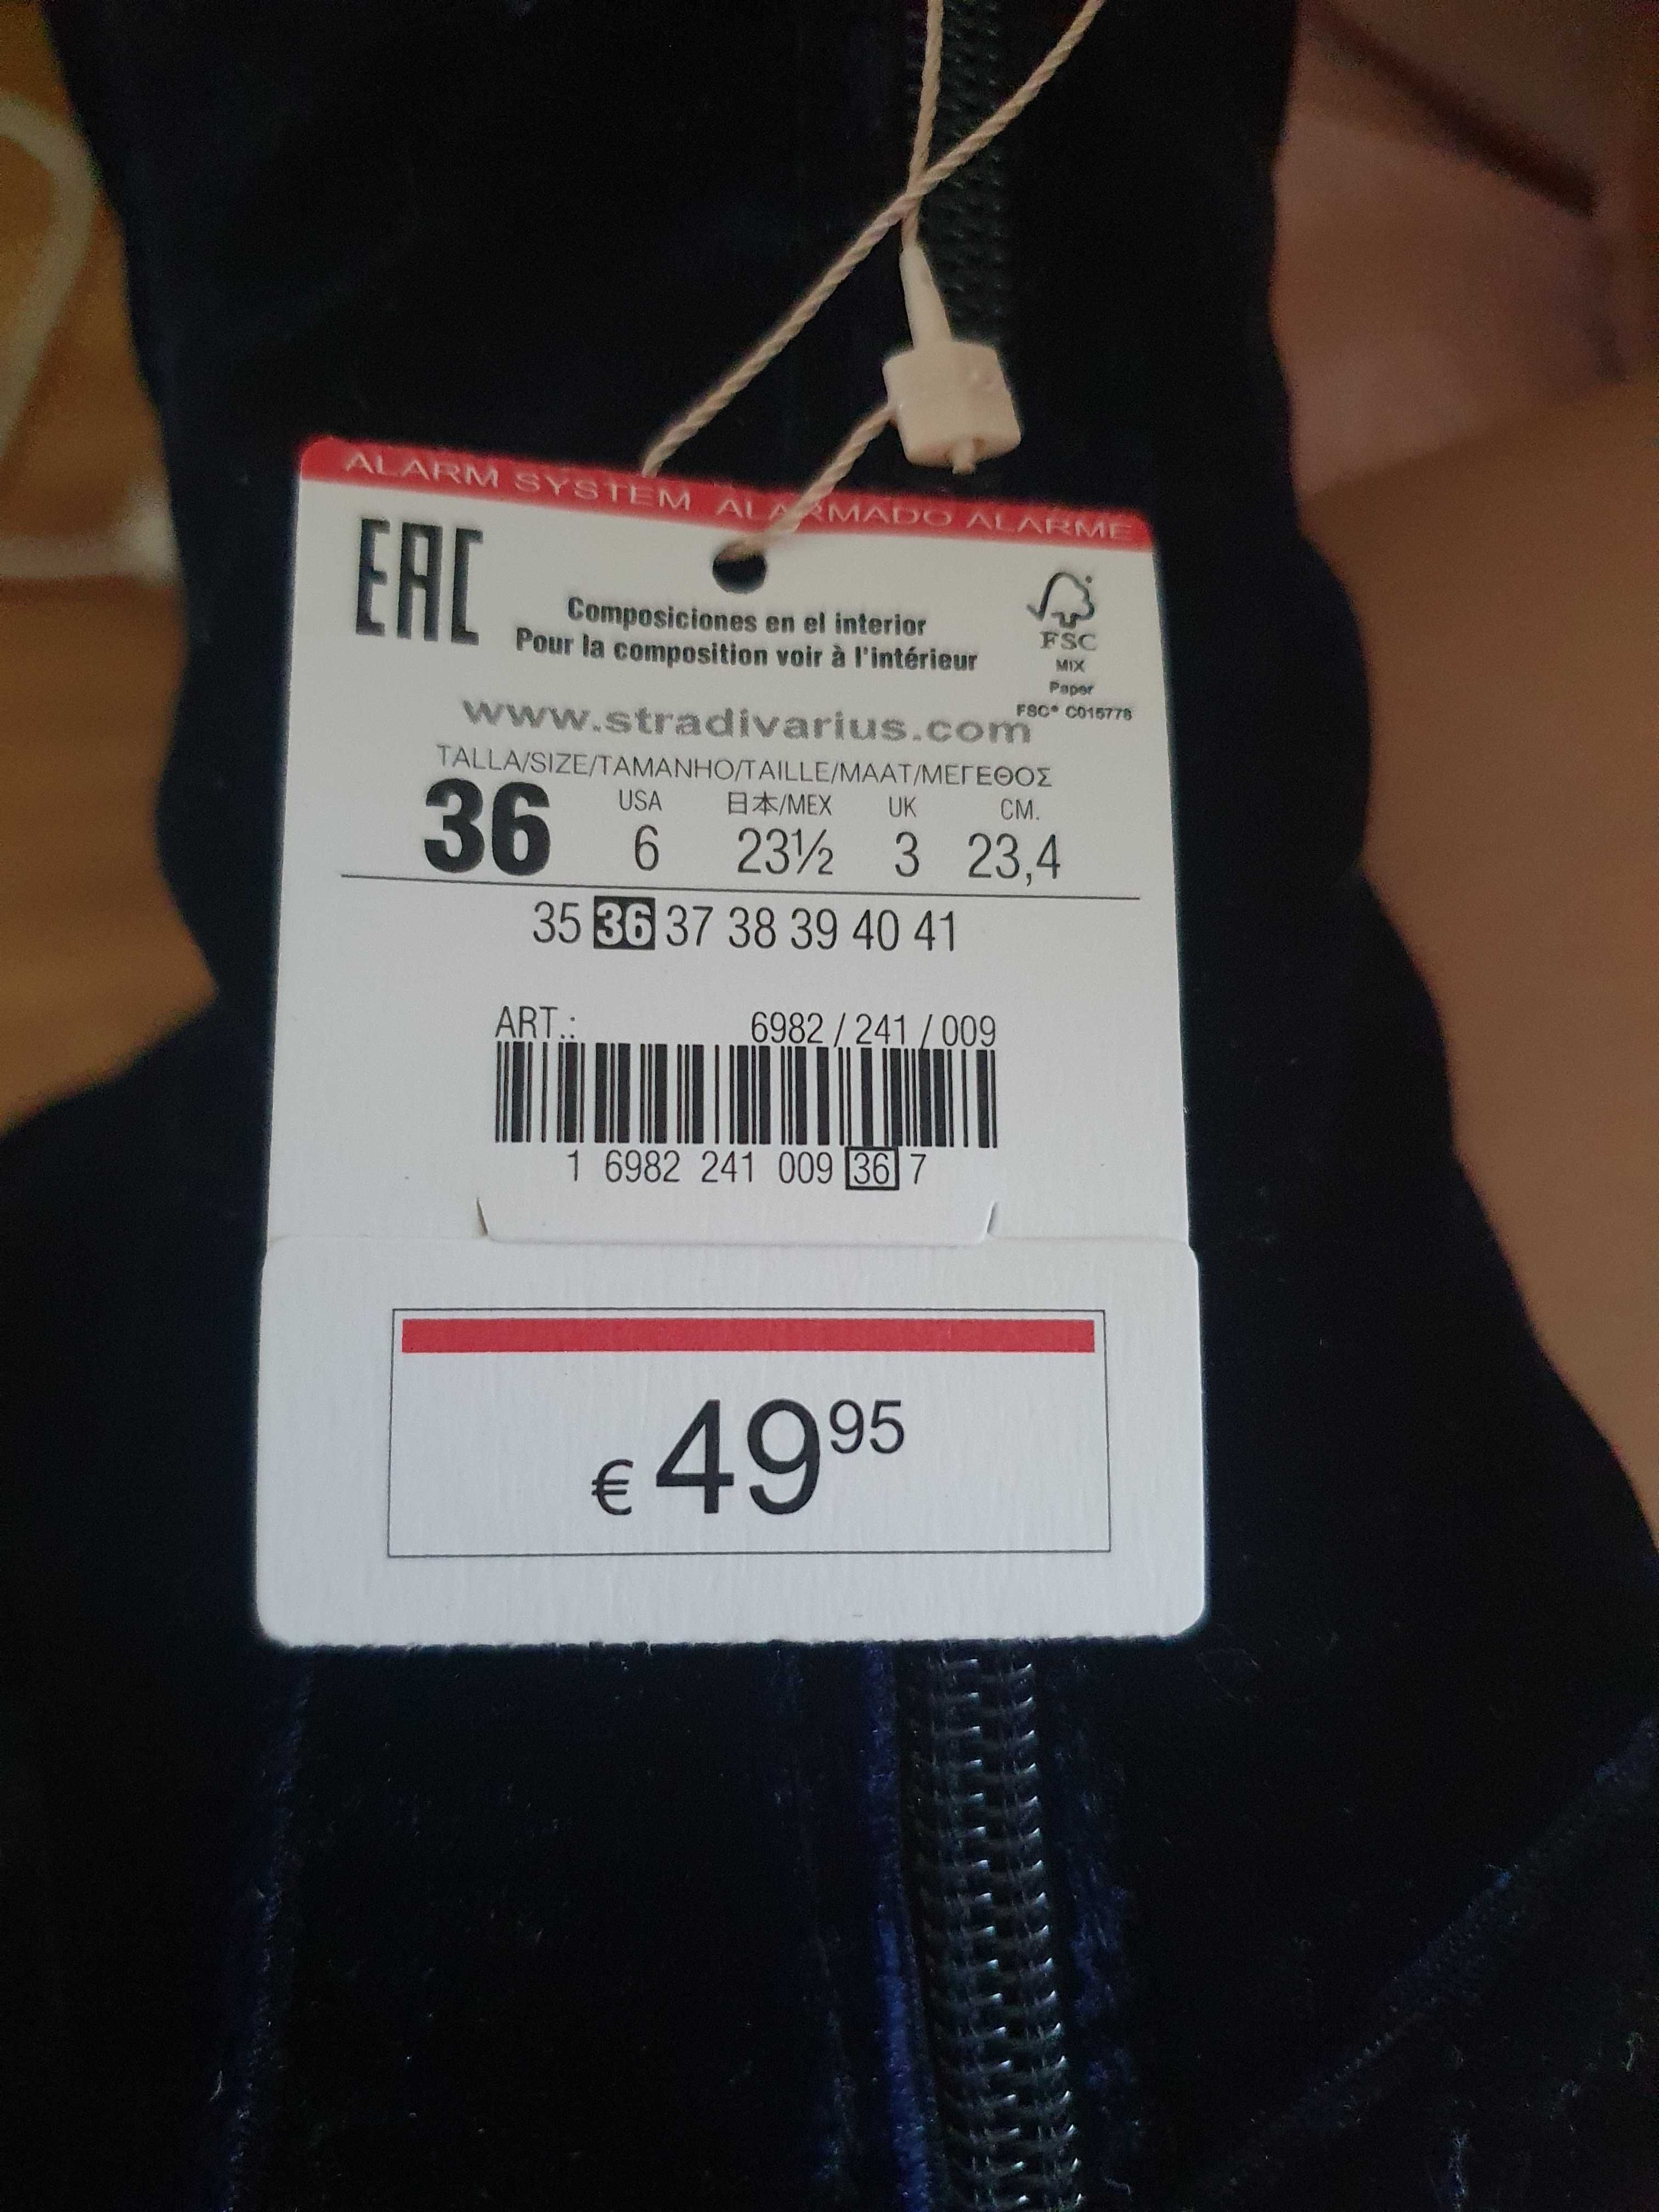 ALARM SYSTEM ALARMADO ALARME
EAC
Composiciones en el interior
Pour la composition voir à l'intérieur
FSC
MIX
Paper
FSC® C015778
www.stradivarius.com
TALLA/SIZE/TAMANHO/TAILLE/MAAT/ΜΕΓΕΘΟΣ
USA 日本/MEX UK CM.
36 6 23½ 3 23,4
35 36 37 38 39 40 41
ART.: 6982 / 241 / 009
1 6982 241 009 36 7
€ 49 95